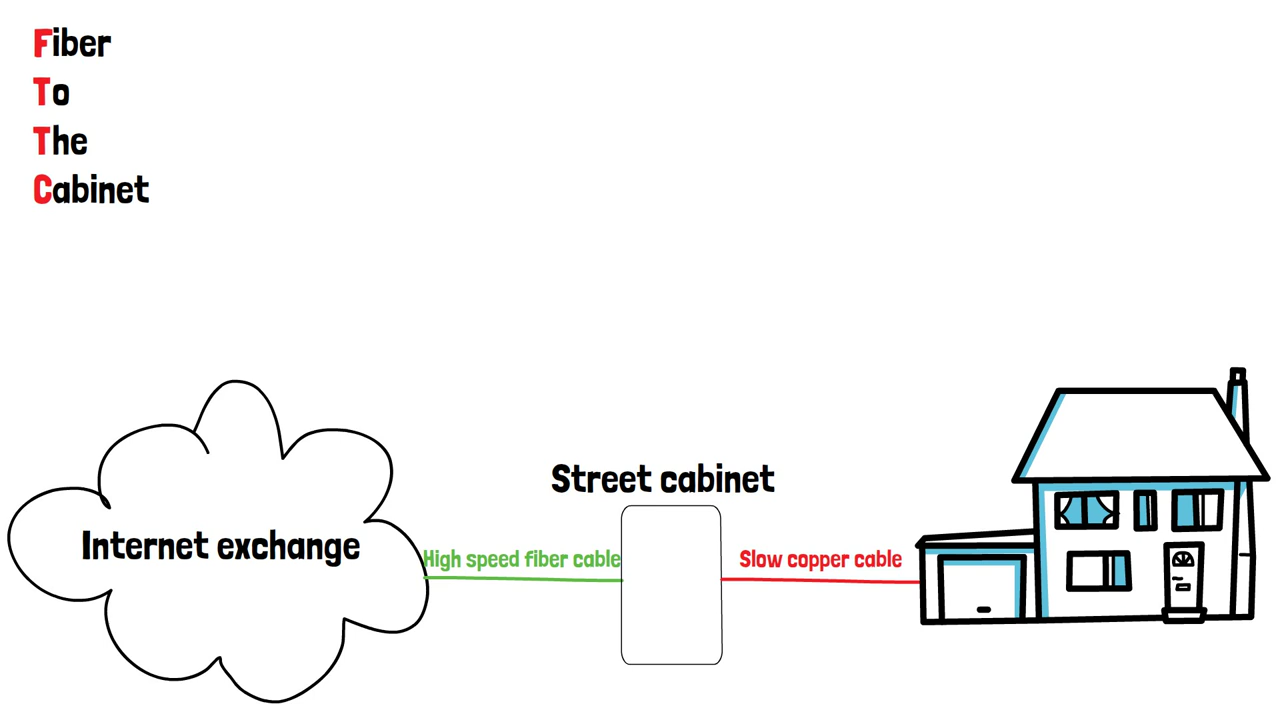 Fiber
To
The
Cabinet
Street cabinet
Internet exchange
High speed fiber cable
Slow copper cable